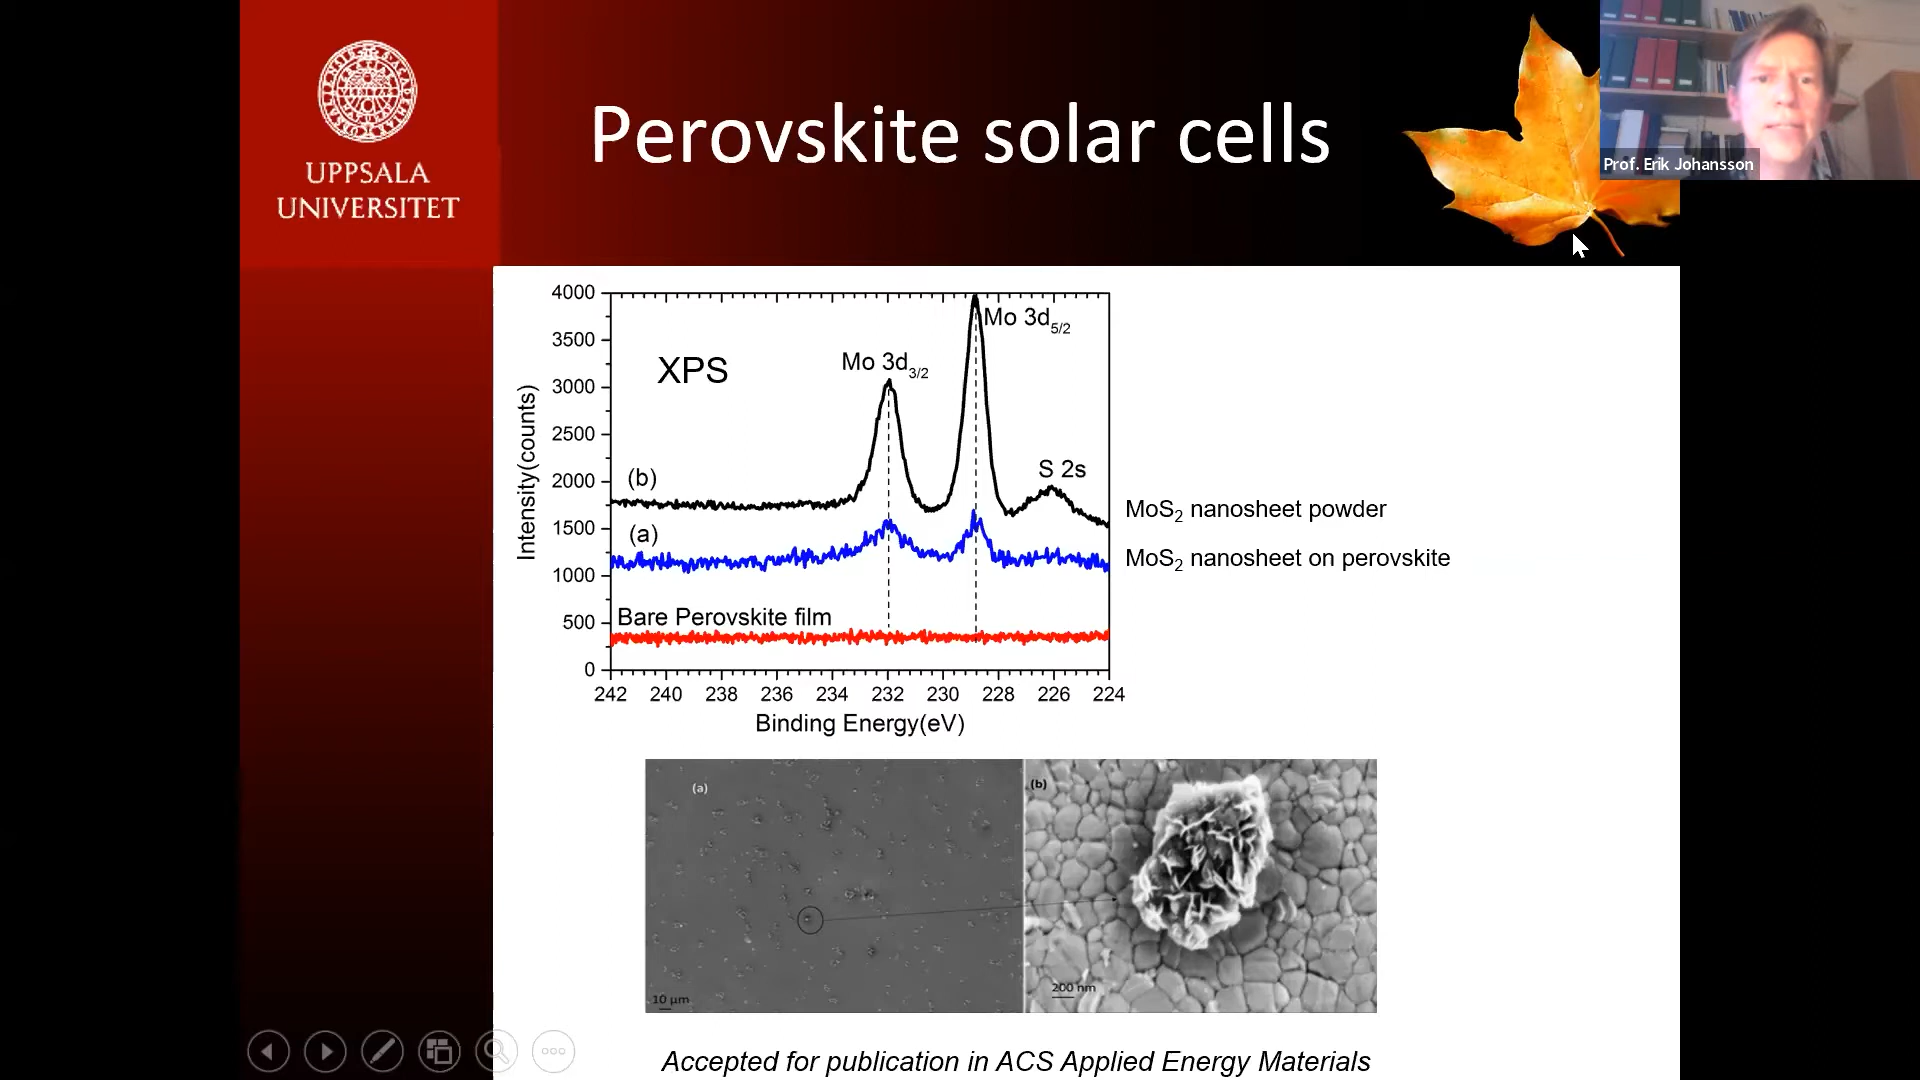 UPPSALA
UNIVERSITET
Perovskite solar cells
Prof. Erik Johansson
4000
3500
3000
2500
2000
1500
1000
500
0
Intensity(counts)
XPS
Mo 3d3/2
Mo 3d5/2
S 2s
(b)
(a)
Bare Perovskite film
242 240 238 236 234 232 230 228 226 224
Binding Energy(eV)
MoS2 nanosheet powder
MoS2 nanosheet on perovskite
(a)
(b)
10 µm
200 nm
Accepted for publication in ACS Applied Energy Materials